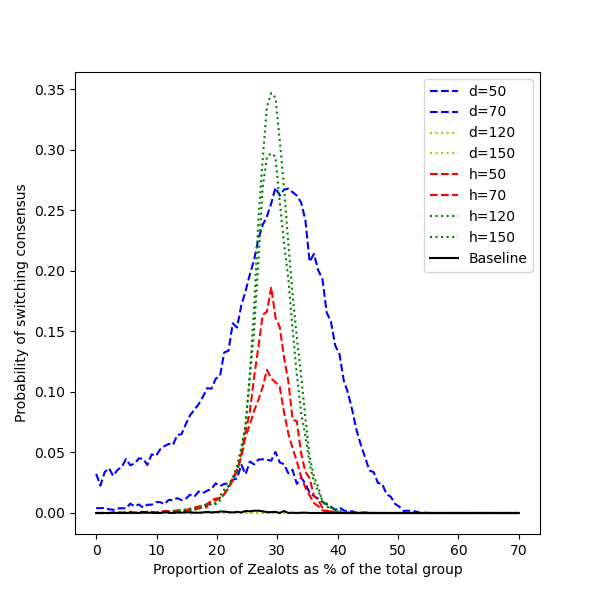 0.35
0.30
0.25
0.20
0.15
0.10
0.05
0.00
Probability of switching consensus
d=50
d=70
d=120
d=150
h=50
h=70
h=120
h=150
Baseline
0 10 20 30 40 50 60 70
Proportion of Zealots as % of the total group